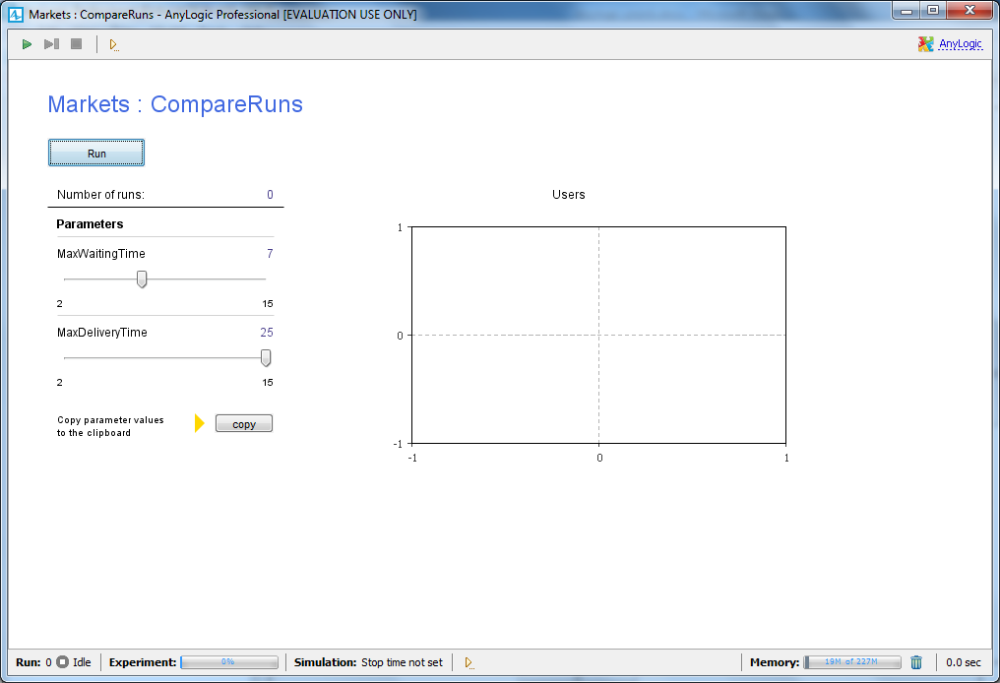 Markets : CompareRuns - AnyLogic Professional [EVALUATION USE ONLY]
AnyLogic
Markets : CompareRuns
Run
Number of runs: 0
Users
Parameters
MaxWaitingTime 7
2 15
MaxDeliveryTime 25
2 15
Copy parameter values
to the clipboard
copy
1
0
-1
-1 0 1
Run: 0 Idle Experiment: 0% Simulation: Stop time not set Memory: 19M of 227M 0.0 sec